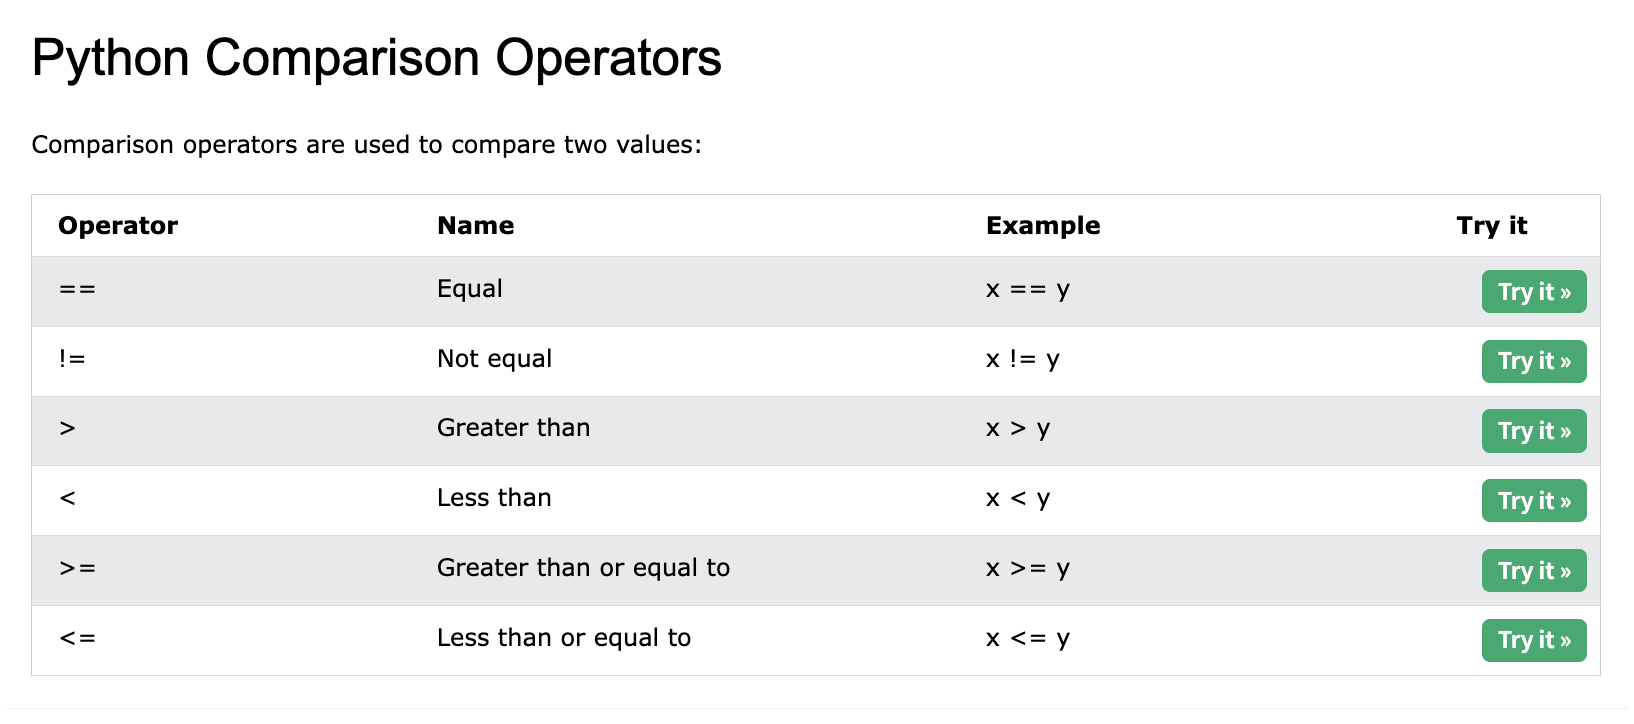 Python Comparison Operators
Comparison operators are used to compare two values:
Operator Name Example Try it
== Equal x == y Try it »
!= Not equal x != y Try it »
> Greater than x > y Try it »
< Less than x < y Try it »
>= Greater than or equal to x >= y Try it »
<= Less than or equal to x <= y Try it »